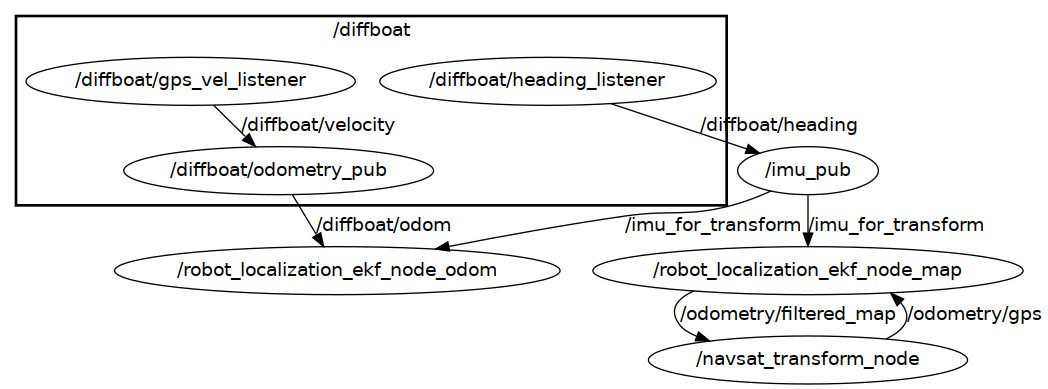 /diffboat
/diffboat/gps_vel_listener
/diffboat/heading_listener
/diffboat/velocity
/diffboat/heading
/diffboat/odometry_pub
/imu_pub
/diffboat/odom
/imu_for_transform
/imu_for_transform
/robot_localization_ekf_node_odom
/robot_localization_ekf_node_map
/odometry/filtered_map
/odometry/gps
/navsat_transform_node